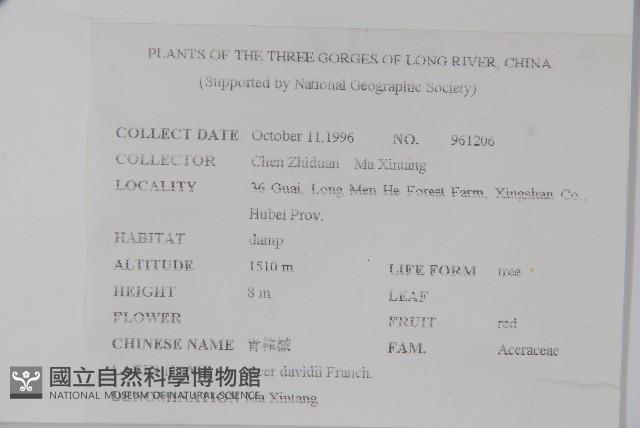 PLANTS OF THE THREE GORGES OF LONG RIVER, CHINA
(Supported by National Geographic Society)
COLLECT DATE October 11,1996 NO. 961206
COLLECTOR Chen Zhiduan Ma Xintang
LOCALITY 36 Guai, Long Men He Forest Farm, Xingshan Co.,
Hubei Prov.
HABITAT damp
ALTITUDE 1510 m LIFE FORM tree
HEIGHT 8 m LEAF
FLOWER FRUIT red
CHINESE NAME 青榨槭 FAM. Aceraceae
davidii Franch.
DENOMINATION Ma Xintang
國立自然科學博物館
NATIONAL MUSEUM OF NATURAL SCIENCE